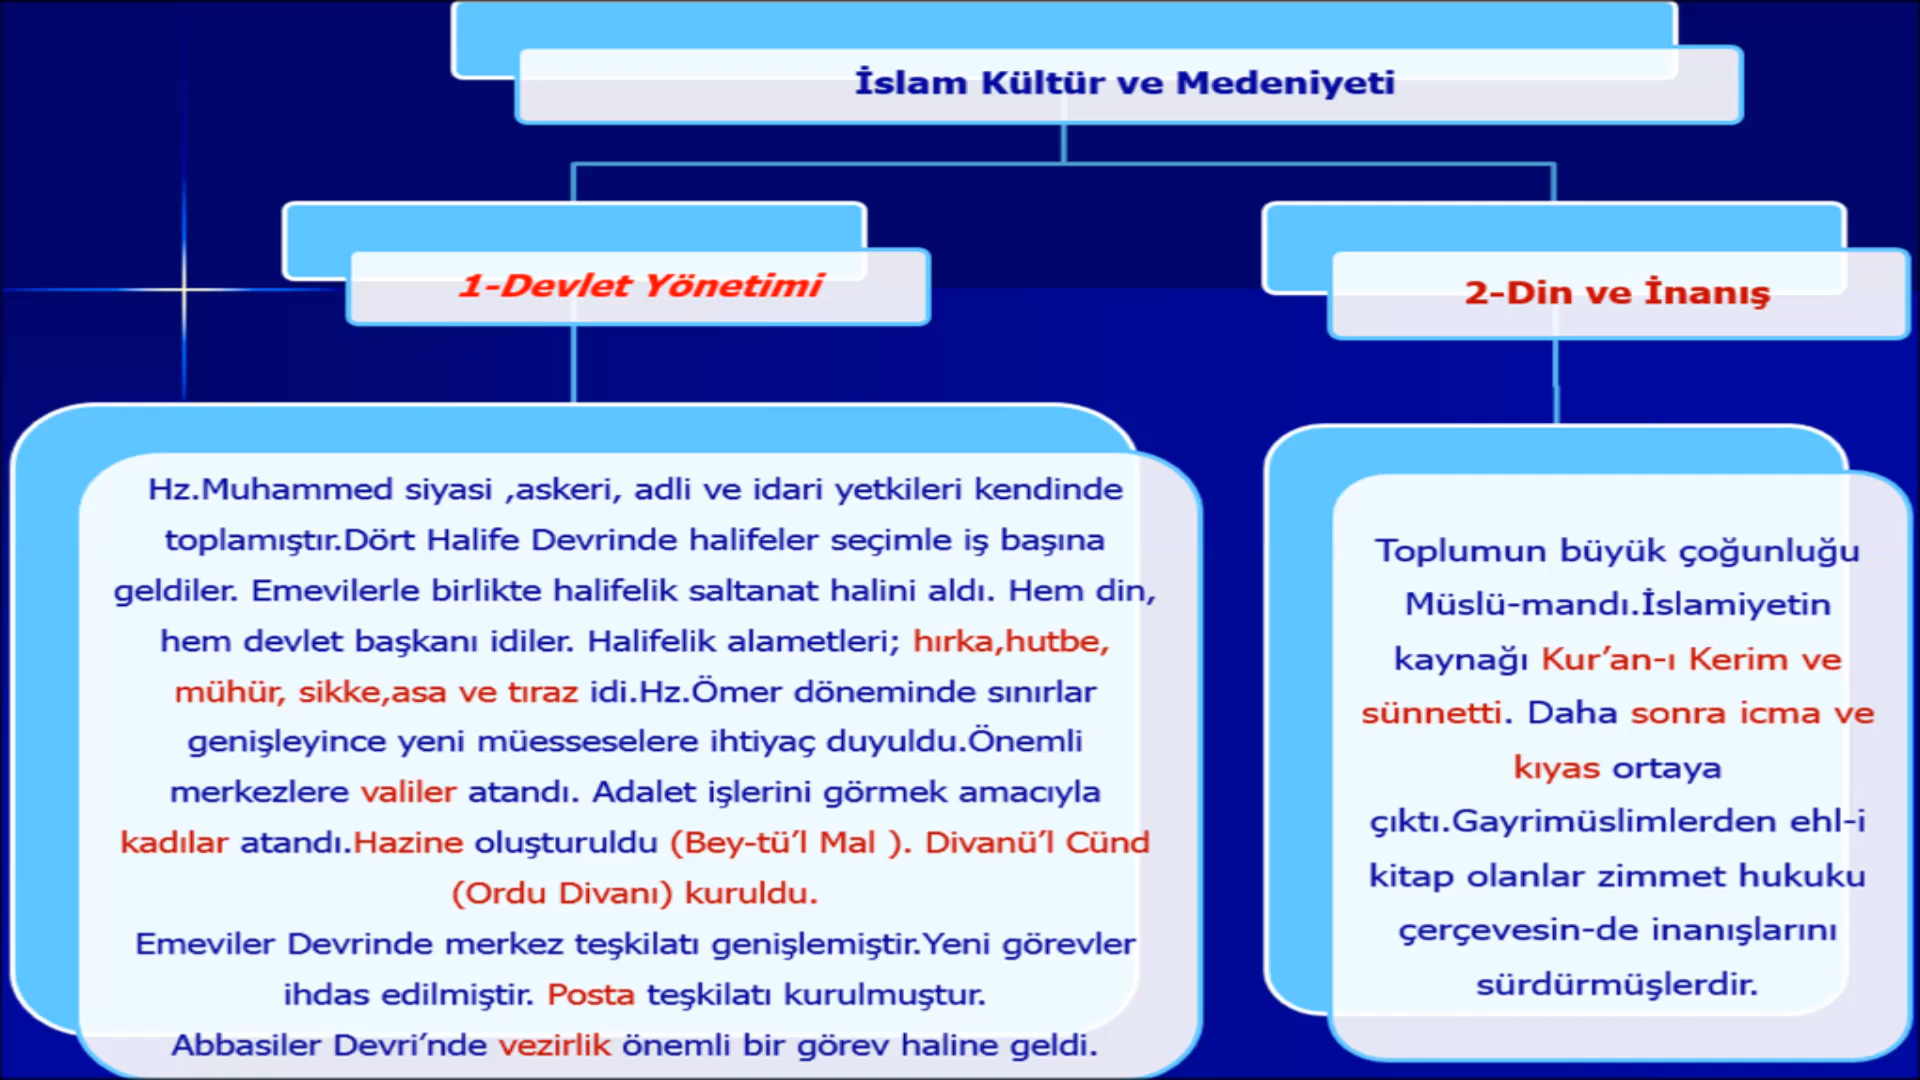 İslam Kültür ve Medeniyeti
1-Devlet Yönetimi
Hz.Muhammed siyasi ,askeri, adli ve idari yetkileri kendinde
toplamıştır.Dört Halife Devrinde halifeler seçimle iş başına
geldiler. Emevilerle birlikte halifelik saltanat halini aldı. Hem din,
hem devlet başkanı idiler. Halifelik alametleri; hırka,hutbe,
mühür, sikke,asa ve tıraz idi.Hz.Ömer döneminde sınırlar
genişleyince yeni müesseselere ihtiyaç duyuldu.Önemli
merkezlere valiler atandı. Adalet işlerini görmek amacıyla
kadılar atandı.Hazine oluşturuldu (Bey-tü’l Mal ). Divanü’l Cünd
(Ordu Divanı) kuruldu.
Emeviler Devrinde merkez teşkilatı genişlemiştir.Yeni görevler
ihdas edilmiştir. Posta teşkilatı kurulmuştur.
Abbasiler Devri’nde vezirlik önemli bir görev haline geldi.
2-Din ve İnanış
Toplumun büyük çoğunluğu
Müslü-mandı.İslamiyetin
kaynağı Kur’an-ı Kerim ve
sünnetti. Daha sonra icma ve
kıyas ortaya
çıktı.Gayrimüslimlerden ehl-i
kitap olanlar zimmet hukuku
çerçevesin-de inanışlarını
sürdürmüşlerdir.